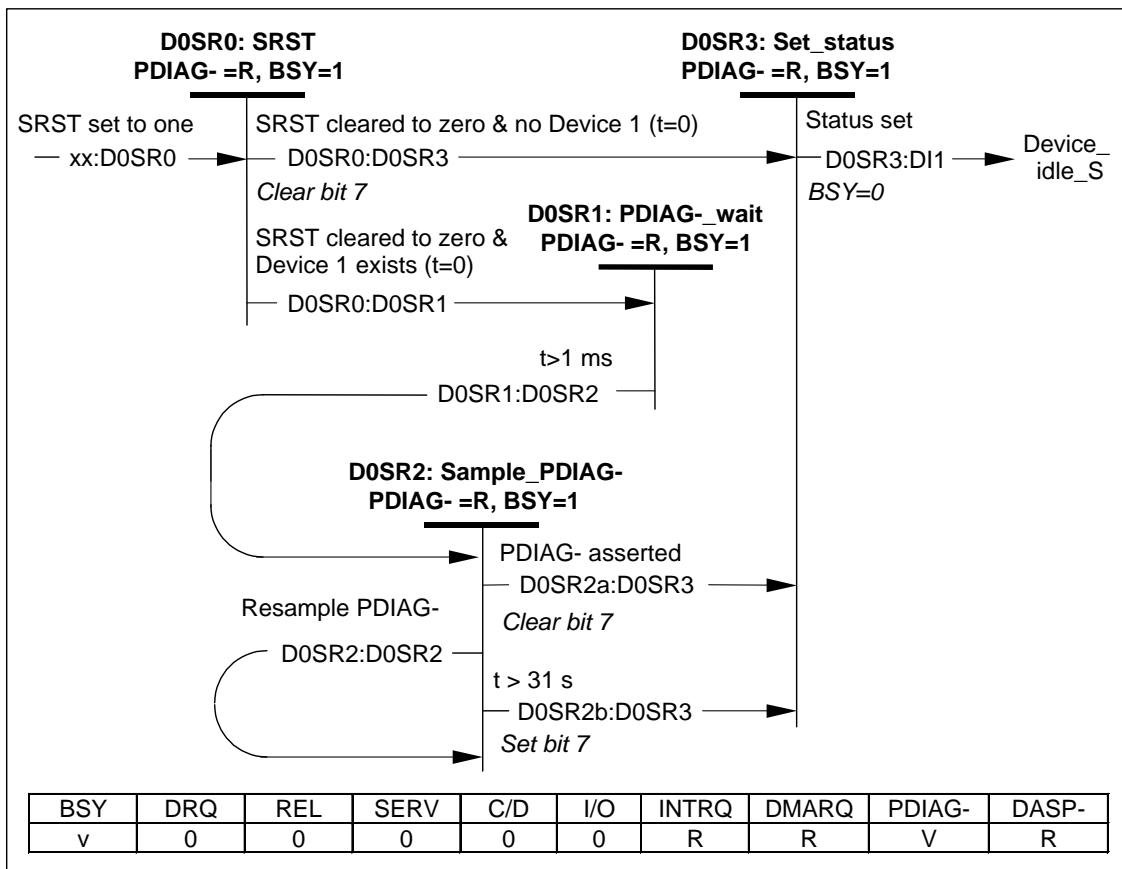 D0SR0: SRST
PDIAG- =R, BSY=1
D0SR3: Set_status
PDIAG- =R, BSY=1
SRST set to one
xx:D0SR0
SRST cleared to zero & no Device 1 (t=0)
D0SR0:D0SR3
Clear bit 7
Status set
D0SR3:DI1
BSY=0
Device_
idle_S
D0SR1: PDIAG-_wait
PDIAG- =R, BSY=1
SRST cleared to zero &
Device 1 exists (t=0)
D0SR0:D0SR1
t>1 ms
D0SR1:D0SR2
D0SR2: Sample_PDIAG-
PDIAG- =R, BSY=1
PDIAG- asserted
D0SR2a:D0SR3
Clear bit 7
Resample PDIAG-
D0SR2:D0SR2
t > 31 s
D0SR2b:D0SR3
Set bit 7
BSY DRQ REL SERV C/D I/O INTRQ DMARQ PDIAG- DASP-
v 0 0 0 0 0 R R V R